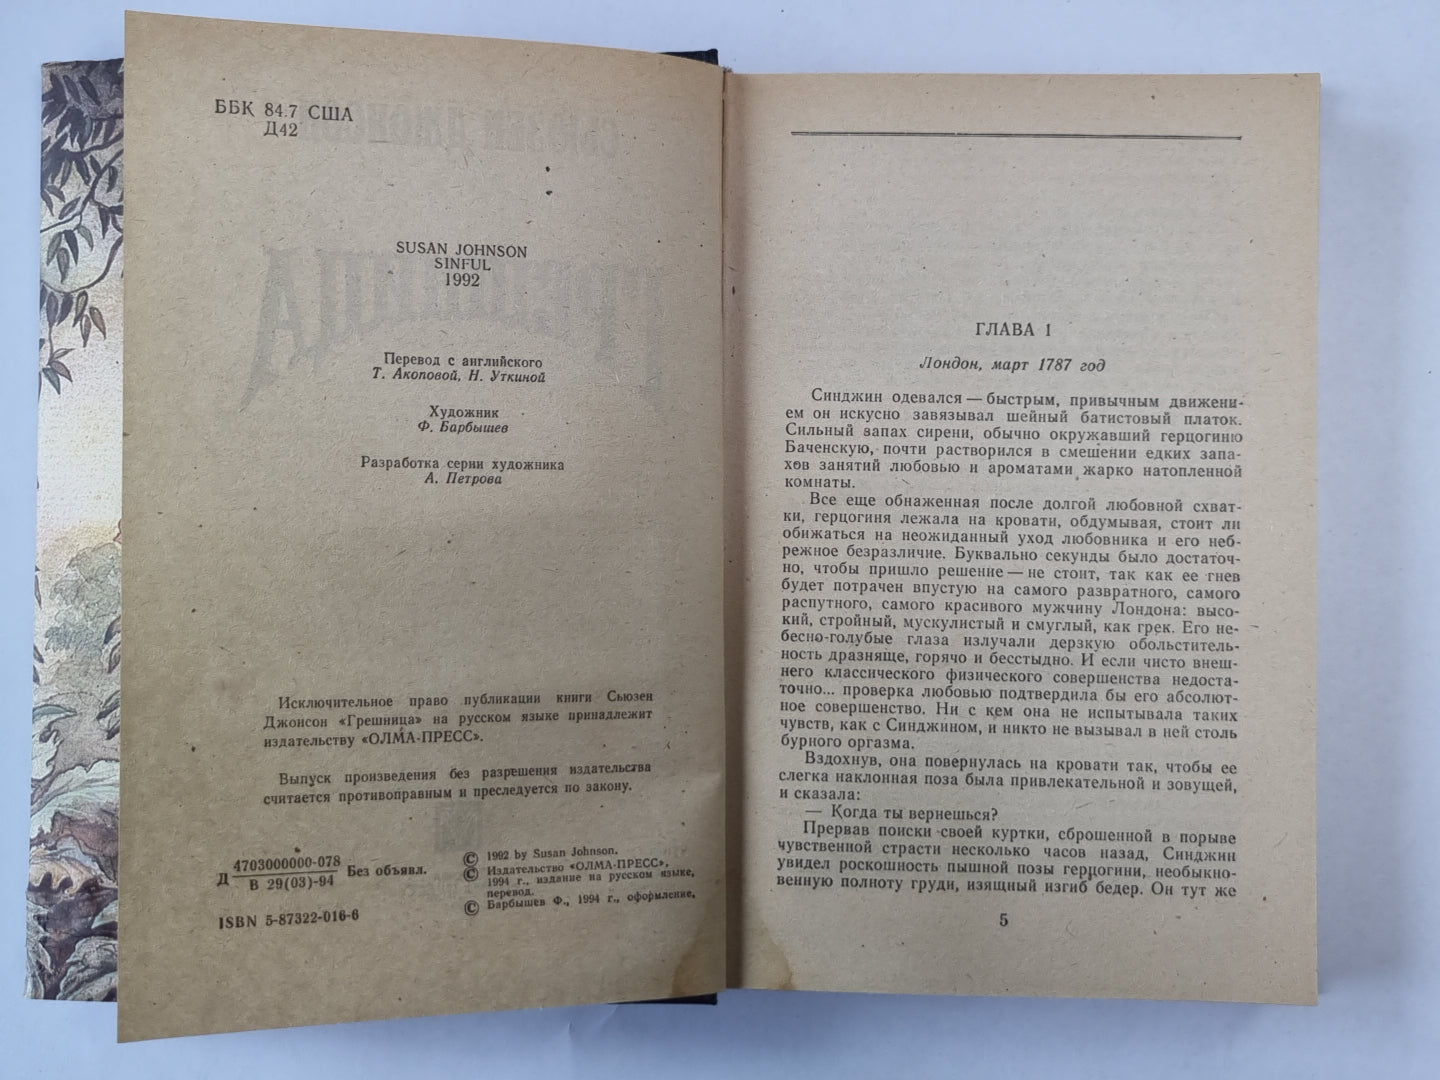 ББК 84.7 США
Д42
SUSAN JOHNSON
SINFUL
1992
Перевод с английского
Т. Акоповой, Н. Уткиной
Художник
Ф. Барбышев
Разработка серии художника
А. Петрова
Исключительное право публикации книги Сьюзен
Джонсон «Грешница» на русском языке принадлежит
издательству «ОЛМА-ПРЕСС».
Выпуск произведения без разрешения издательства
считается противоправным и преследуется по закону.
Д 4703000000-078
В 29(03)-94 Без объявл.
ISBN 5-87322-016-6
© 1992 by Susan Johnson.
© Издательство «ОЛМА-ПРЕСС»,
1994 г., издание на русском языке,
перевод.
© Барбышев Ф., 1994 г., оформление,
ГЛАВА 1
Лондон, март 1787 год
Синджин одевался — быстрым, привычным движени-
ем он искусно завязывал шейный батистовый платок.
Сильный запах сирени, обычно окружавший герцогиню
Баченскую, почти растворился в смешении едких запа-
хов занятий любовью и ароматами жарко натопленной
комнаты.
Все еще обнаженная после долгой любовной схват-
ки, герцогиня лежала на кровати, обдумывая, стоит ли
обижаться на неожиданный уход любовника и его неб-
режное безразличие. Буквально секунды было достаточ-
но, чтобы пришло решение — не стоит, так как ее гнев
будет потрачен впустую на самого развратного, самого
распутного, самого красивого мужчину Лондона: высо-
кий, стройный, мускулистый и смуглый, как грек. Его не-
бесно-голубые глаза излучали дерзкую обольститель-
ность дразняще, горячо и бесстыдно. И если чисто внеш-
него классического физического совершенства недоста-
точно... проверка любовью подтвердила бы его абсолют-
ное совершенство. Ни с кем она не испытывала таких
чувств, как с Синджином, и никто не вызывал в ней столь
бурного оргазма.
Вздохнув, она повернулась на кровати так, чтобы ее
слегка наклонная поза была привлекательной и зовущей,
и сказала:
— Когда ты вернешься?
Прервав поиски своей куртки, сброшенной в порыве
чувственной страсти несколько часов назад, Синджин
увидел роскошность пышной позы герцогини, необыкно-
венную полноту груди, изящный изгиб бедер. Он тут же
5